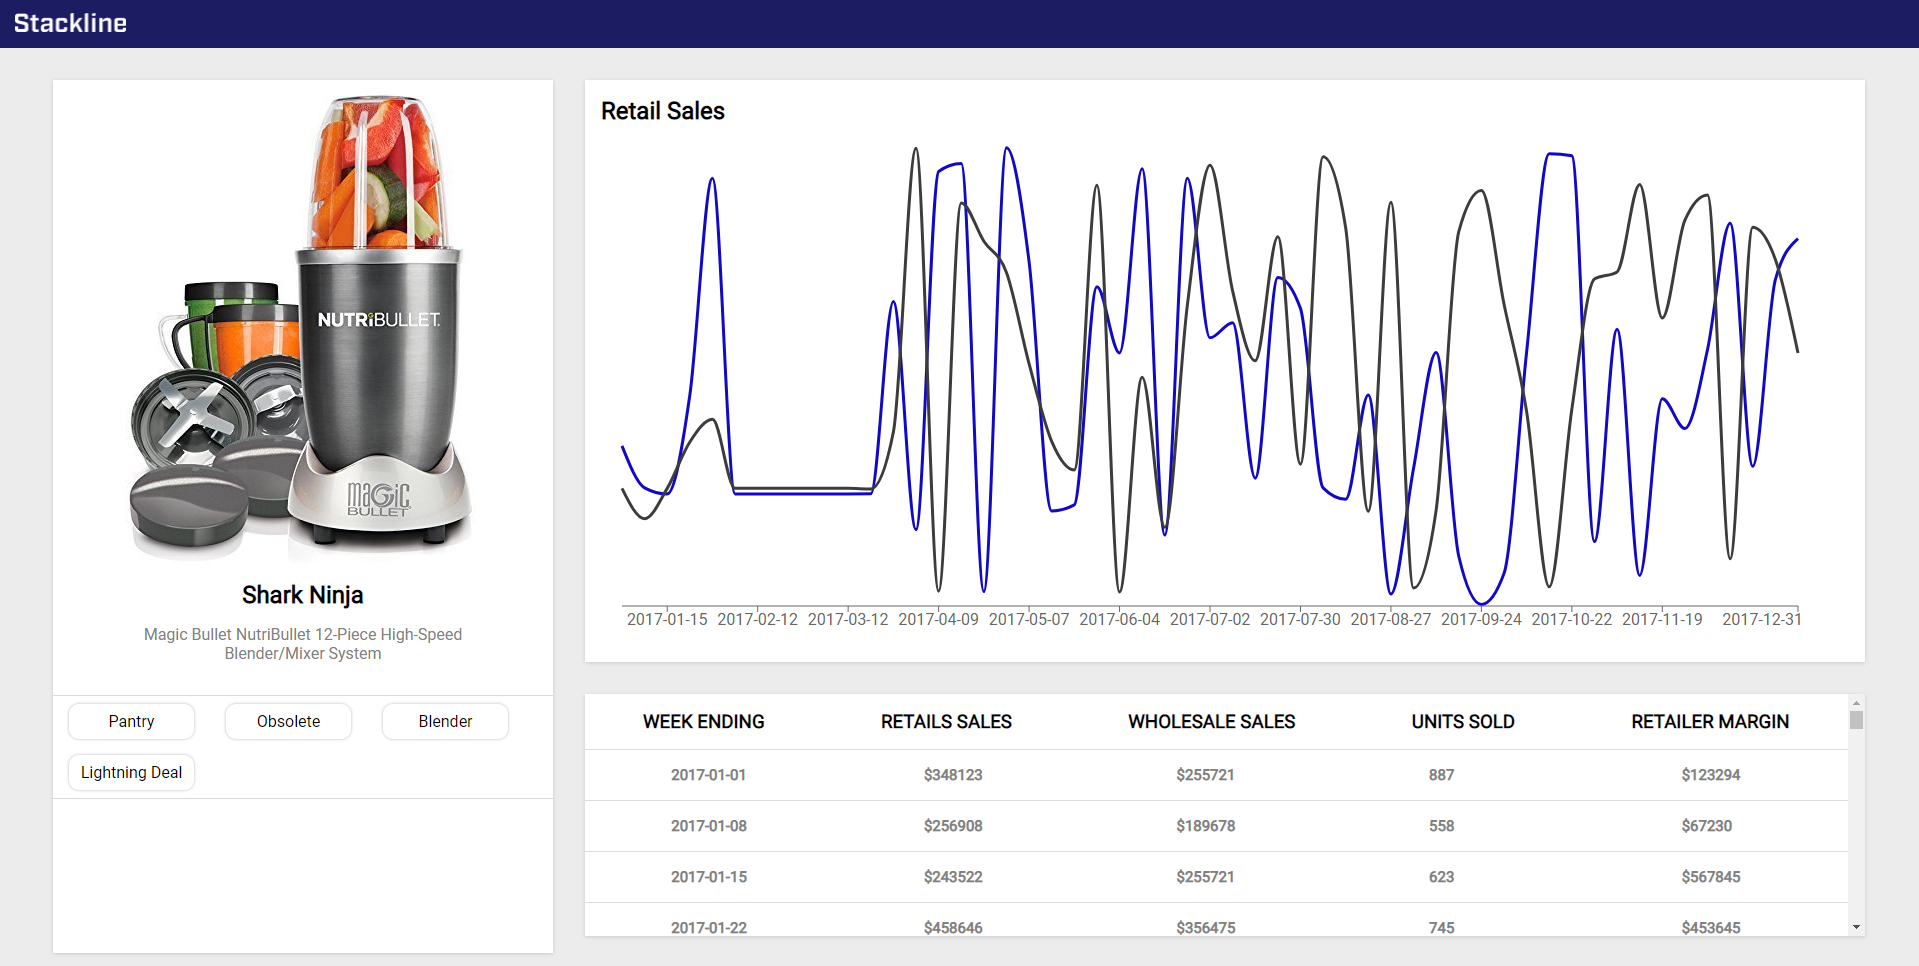 Stackline
NUTRiBULLET.
maGic
BULLET
Shark Ninja
Magic Bullet NutriBullet 12-Piece High-Speed
Blender/Mixer System
Pantry Obsolete Blender
Lightning Deal
Retail Sales
2017-01-15 2017-02-12 2017-03-12 2017-04-09 2017-05-07 2017-06-04 2017-07-02 2017-07-30 2017-08-27 2017-09-24 2017-10-22 2017-11-19 2017-12-31
WEEK ENDING RETAILS SALES WHOLESALE SALES UNITS SOLD RETAILER MARGIN
2017-01-01 $348123 $255721 887 $123294
2017-01-08 $256908 $189678 558 $67230
2017-01-15 $243522 $255721 623 $567845
2017-01-22 $458646 $356475 745 $453645